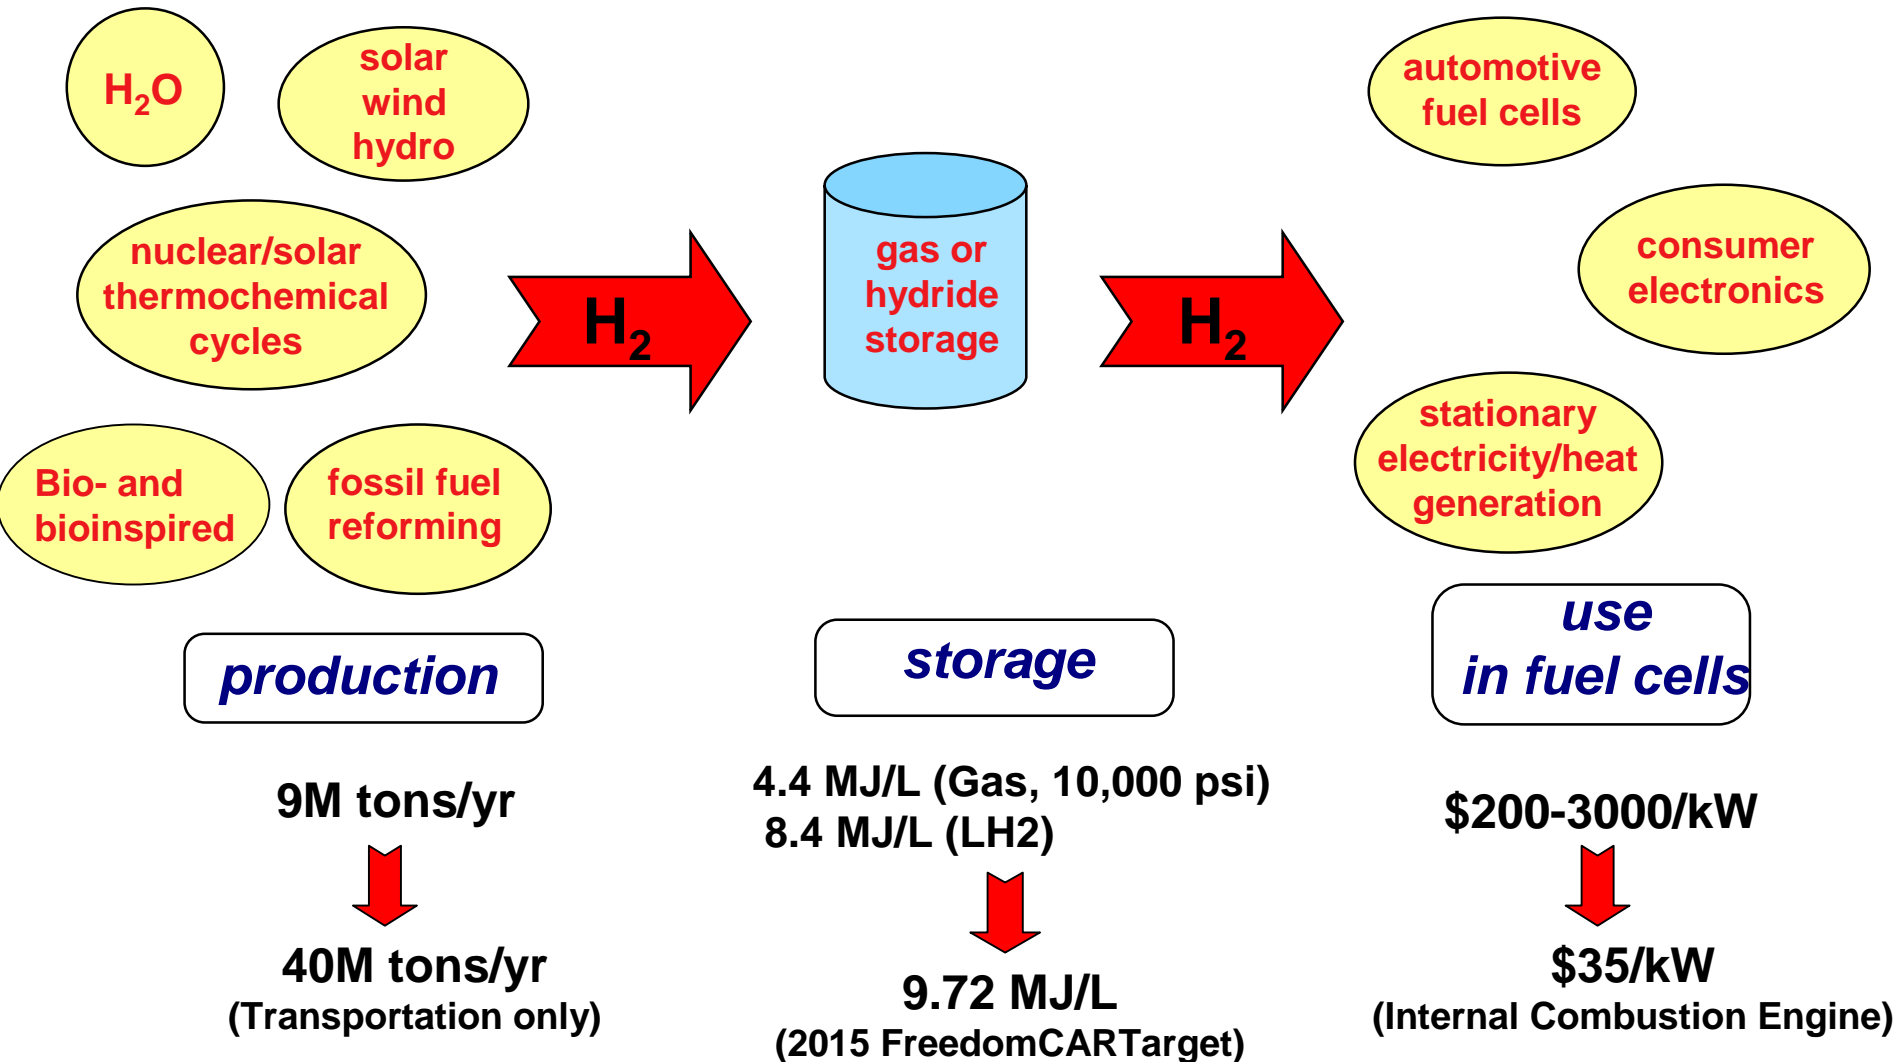 H₂O
solar
wind
hydro
nuclear/solar
thermochemical
cycles
Bio- and
bioinspired
fossil fuel
reforming
H₂
gas or
hydride
storage
H₂
automotive
fuel cells
consumer
electronics
stationary
electricity/heat
generation
production
9M tons/yr
40M tons/yr
(Transportation only)
storage
4.4 MJ/L (Gas, 10,000 psi)
8.4 MJ/L (LH2)
9.72 MJ/L
(2015 FreedomCARTarget)
use
in fuel cells
$200-3000/kW
$35/kW
(Internal Combustion Engine)